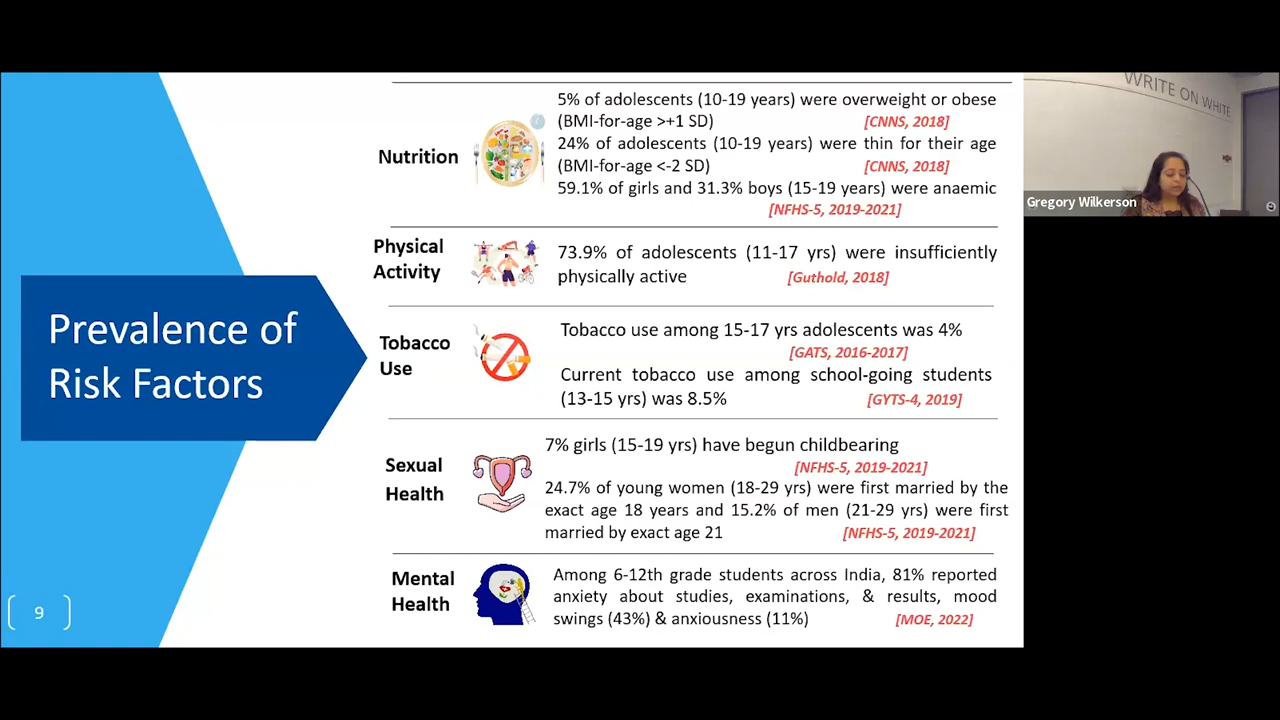 Prevalence of
Risk Factors
9
Nutrition
5% of adolescents (10-19 years) were overweight or obese
(BMI-for-age >+1 SD) [CNNS, 2018]
24% of adolescents (10-19 years) were thin for their age
(BMI-for-age <-2 SD) [CNNS, 2018]
59.1% of girls and 31.3% boys (15-19 years) were anaemic
[NFHS-5, 2019-2021]
Physical
Activity
73.9% of adolescents (11-17 yrs) were insufficiently
physically active [Guthold, 2018]
Tobacco
Use
Tobacco use among 15-17 yrs adolescents was 4%
[GATS, 2016-2017]
Current tobacco use among school-going students
(13-15 yrs) was 8.5% [GYTS-4, 2019]
Sexual
Health
7% girls (15-19 yrs) have begun childbearing
[NFHS-5, 2019-2021]
24.7% of young women (18-29 yrs) were first married by the
exact age 18 years and 15.2% of men (21-29 yrs) were first
married by exact age 21 [NFHS-5, 2019-2021]
Mental
Health
Among 6-12th grade students across India, 81% reported
anxiety about studies, examinations, & results, mood
swings (43%) & anxiousness (11%) [MOE, 2022]
WRITE ON WHITE
Gregory Wilkerson